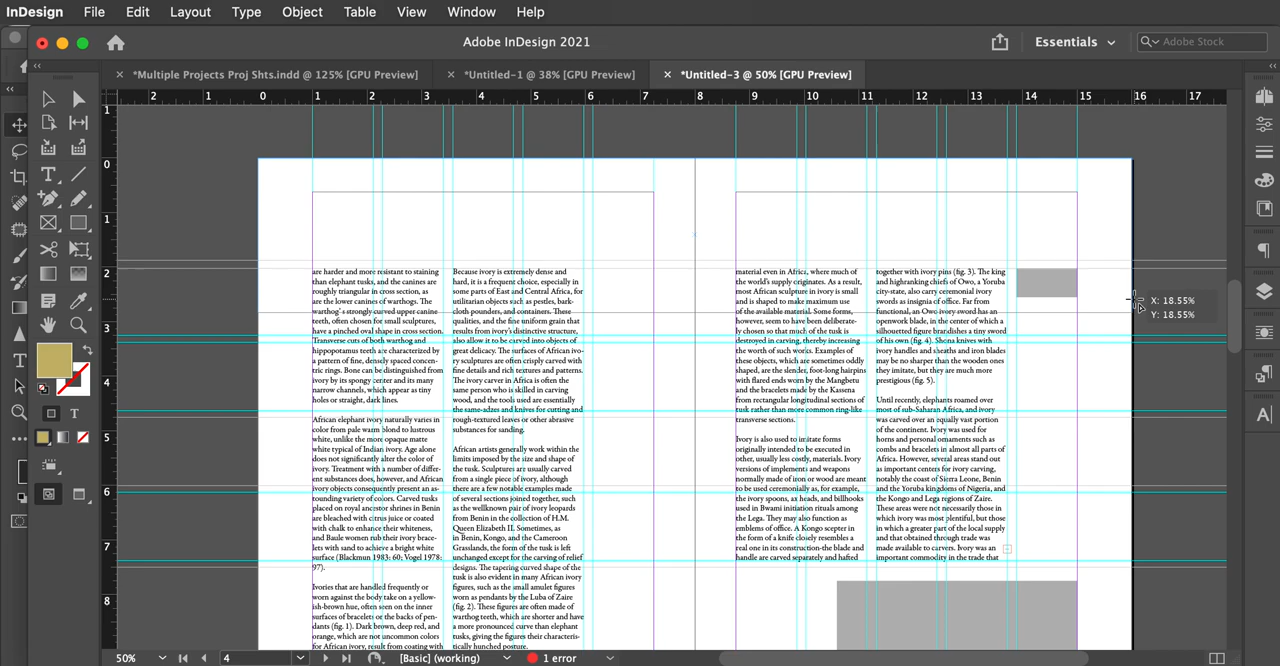 InDesign File Edit Layout Type Object Table View Window Help
Adobe InDesign 2021
Essentials
Adobe Stock
*Multiple Projects Proj Shts.indd @ 125% [GPU Preview]
*Untitled-1 @ 38% [GPU Preview]
*Untitled-3 @ 50% [GPU Preview]
2 1 0 1 2 3 4 5 6 7 8 9 10 11 12 13 14 15 16 17
1
0
1
2
3
4
5
6
7
8
are harder and more resistant to staining
than elephant tusks, and the canines are
roughly triangular in cross section, as
are the lower canines of warthogs. The
warthog's strongly curved upper canine
teeth, often chosen for small sculptures,
have a pinched oval shape in cross section.
Transverse cuts of both warthog and
hippopotamus teeth are characterized by
a pattern of fine, densely spaced concen-
tric rings. Bone can be distinguished from
ivory by its spongy center and its many
narrow channels, which appear as tiny
holes or straight, dark lines.
African elephant ivory naturally varies in
color from pale warm blond to lustrous
white, unlike the more opaque matte
white typical of Indian ivory. Age alone
does not significantly alter the color of
ivory. Treatment with a number of differ-
ent substances does, however, and African
ivory objects consequently present an as-
tounding variety of colors. Carved tusks
placed on royal ancestor shrines in Benin
are bleached with citrus juice or coated
with chalk to enhance their whiteness,
and Baule women rub their ivory brace-
lets with sand to achieve a bright white
surface (Blackmun 1983: 60; Vogel 1978:
97).
Ivories that are handled frequently or
worn against the body take on a yellow-
ish-brown hue, often seen on the inner
surfaces of bracelets or the backs of pen-
dants (fig. 1). Dark brown, deep red, and
orange, which are not uncommon colors
for African ivory, result from coating with
Because ivory is extremely dense and
hard, it is a frequent choice, especially in
parts of East and Central Africa, for
utilitarian objects such as pestles, bark-
cloth pounders, and containers. These
qualities, and the fine uniform grain that
results from ivory's distinctive structure,
also allow it to be carved into objects of
great delicacy. The surfaces of African ivo-
ry sculptures are often crisply carved with
fine details and rich textures and patterns.
The ivory carver in Africa is often the
same person who is skilled in carving
wood, and the tools used are essentially
the same-adzes and knives for cutting and
rough-textured leaves or other abrasive
substances for sanding.
African artists generally work within the
limits imposed by the size and shape of
the tusk. Sculptures are usually carved
from a single piece of ivory, although
there are a few notable examples made
of several sections joined together, such
as the wellknown pair of ivory leopards
from Benin in the collection of H.M.
Queen Elizabeth II. Sometimes, as
in Benin, Kongo, and the Cameroon
Grasslands, the form of the tusk is left
unchanged except for the carving of relief
designs. The tapering curved shape of the
tusk is also evident in many African ivory
figures, such as the small amulet figures
worn as pendants by the Luba of Zaire
(fig. 2). These figures are often made of
warthog teeth, which are shorter and have
a more pronounced curve than elephant
tusks, giving the figures their characteris-
tically hunched posture.
material even in Africa, where much of
the world's supply originates. As a result,
most African sculpture in ivory is small
and is shaped to make maximum use
of the available material. Some forms,
however, seem to have been deliberate-
ly chosen so that much of the tusk is
destroyed in carving, thereby increasing
the worth of such works. Examples of
these objects, which are sometimes oddly
shaped, are the slender, foot-long hairpins
with flared ends worn by the Mangbetu
and the bracelets made by the Kassena
from rectangular longitudinal sections of
tusk rather than more common ring-like
transverse sections.
Ivory is also used to imitate forms
originally intended to be executed in
other, usually less costly, materials. Ivory
versions of implements and weapons
normally made of iron or wood are meant
to be used ceremonially as, for example,
the ivory spoons, ax heads, and billhooks
used in Bwami initiation rituals among
the Lega. They may also function as
emblems of office. A Kongo scepter in
the form of a knife closely resembles a
real one in its construction-the blade and
handle are carved separately and hafted
together with ivory pins (fig. 3). The king
and highranking chiefs of Owo, a Yoruba
city-state, also carry ceremonial ivory
swords as insignia of office. Far from
functional, an Owo ivory sword has an
openwork blade, in the center of which a
silhouetted figure brandishes a tiny sword
of his own (fig. 4). Shona knives with
ivory handles and sheaths and iron blades
may be no sharper than the wooden ones
they imitate, but they are much more
prestigious (fig. 5).
Until recently, elephants roamed over
most of sub-Saharan Africa, and ivory
was carved over an equally vast portion
of the continent. Ivory was used for
horns and personal ornaments such as
combs and bracelets in almost all parts of
Africa. However, several areas stand out
as important centers for ivory carving,
notably the coast of Sierra Leone, Benin
and the Yoruba kingdoms of Nigeria, and
the Kongo and Lega regions of Zaire.
These areas were not necessarily those in
which ivory was most plentiful, but those
in which a greater part of the local supply
and that obtained through trade was
made available to carvers. Ivory was an
important commodity in the trade that
X: 18.55%
Y: 18.55%
50% 4 [Basic] (working) 1 error